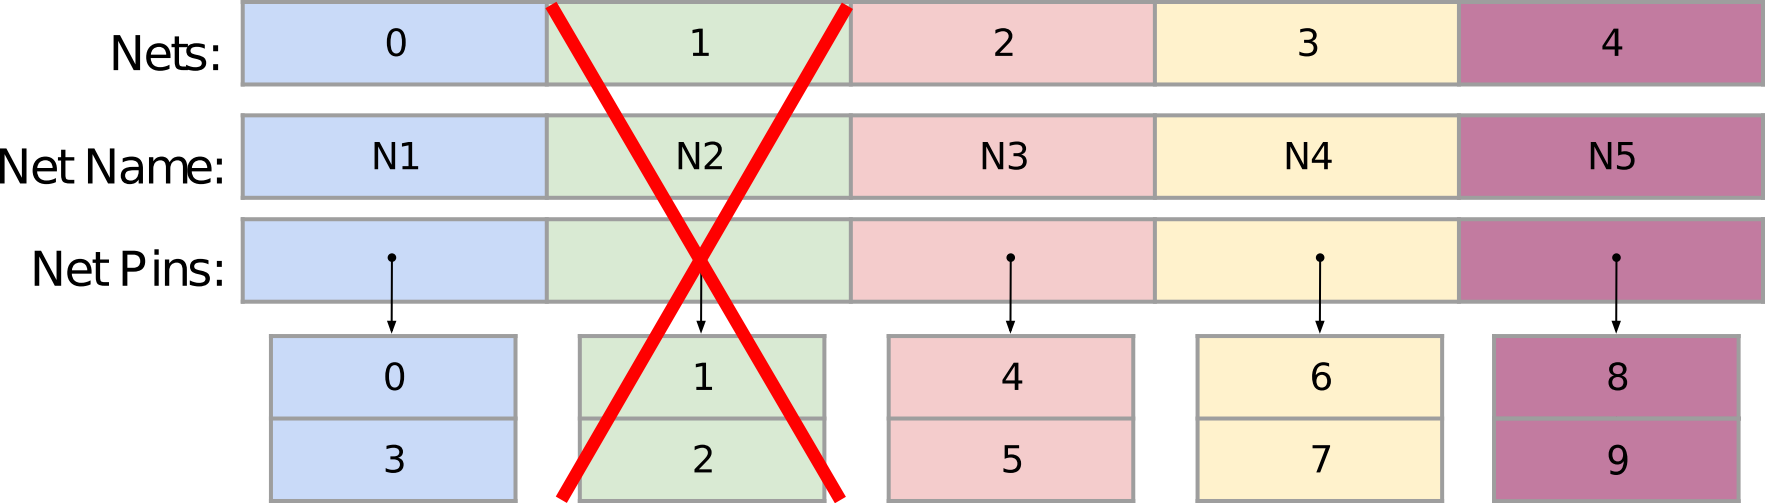 Nets: 0 1 2 3 4
Net Name: N1 N2 N3 N4 N5
Net Pins:
0 1 4 6 8
3 2 5 7 9